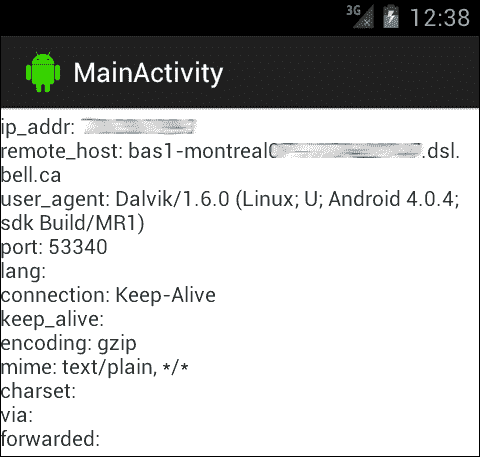 3G 12:38
MainActivity
ip_addr:
remote_host: bas1-montreal .dsl.
bell.ca
user_agent: Dalvik/1.6.0 (Linux; U; Android 4.0.4;
sdk Build/MR1)
port: 53340
lang:
connection: Keep-Alive
keep_alive:
encoding: gzip
mime: text/plain, */*
charset:
via:
forwarded: